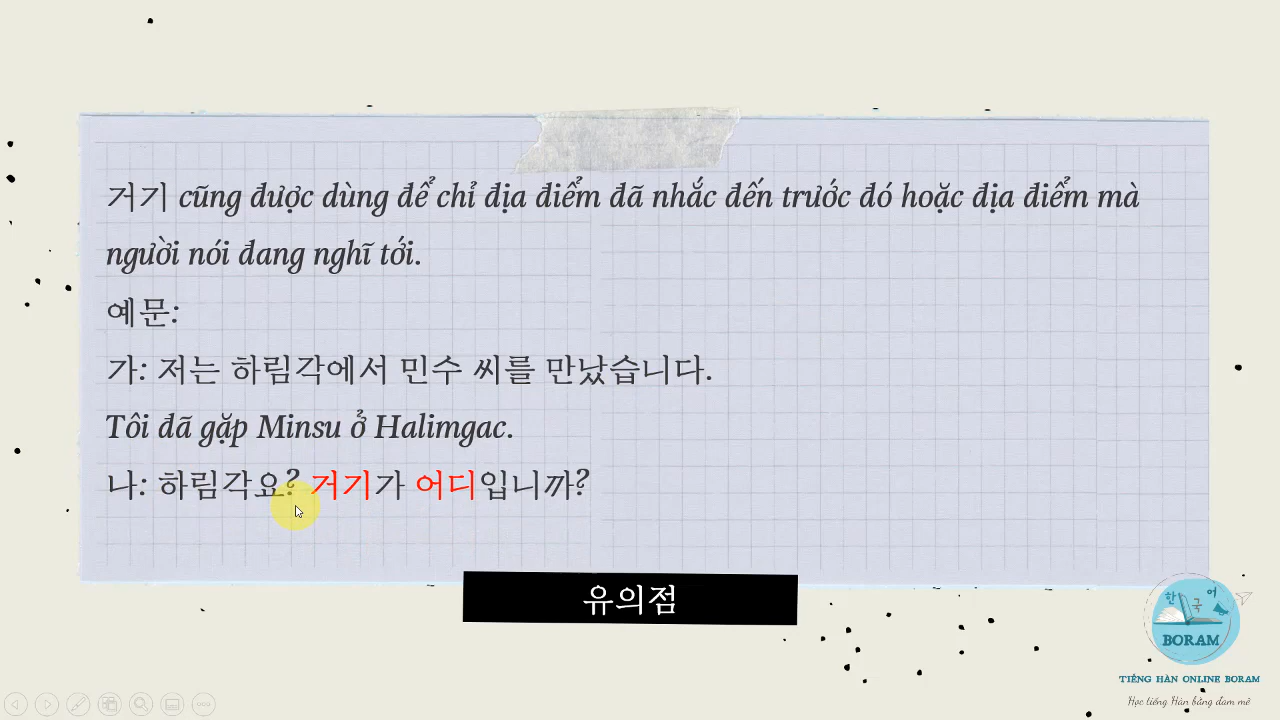 거기 cũng được dùng để chỉ địa điểm đã nhắc đến trước đó hoặc địa điểm mà
người nói đang nghĩ tới.
예문:
가: 저는 하림각에서 민수 씨를 만났습니다.
Tôi đã gặp Minsu ở Halimgac.
나: 하림각요? 거기가 어디입니까?
유의점
한국어
BORAM
TIẾNG HÀN ONLINE BORAM
Học tiếng Hàn bằng đam mê